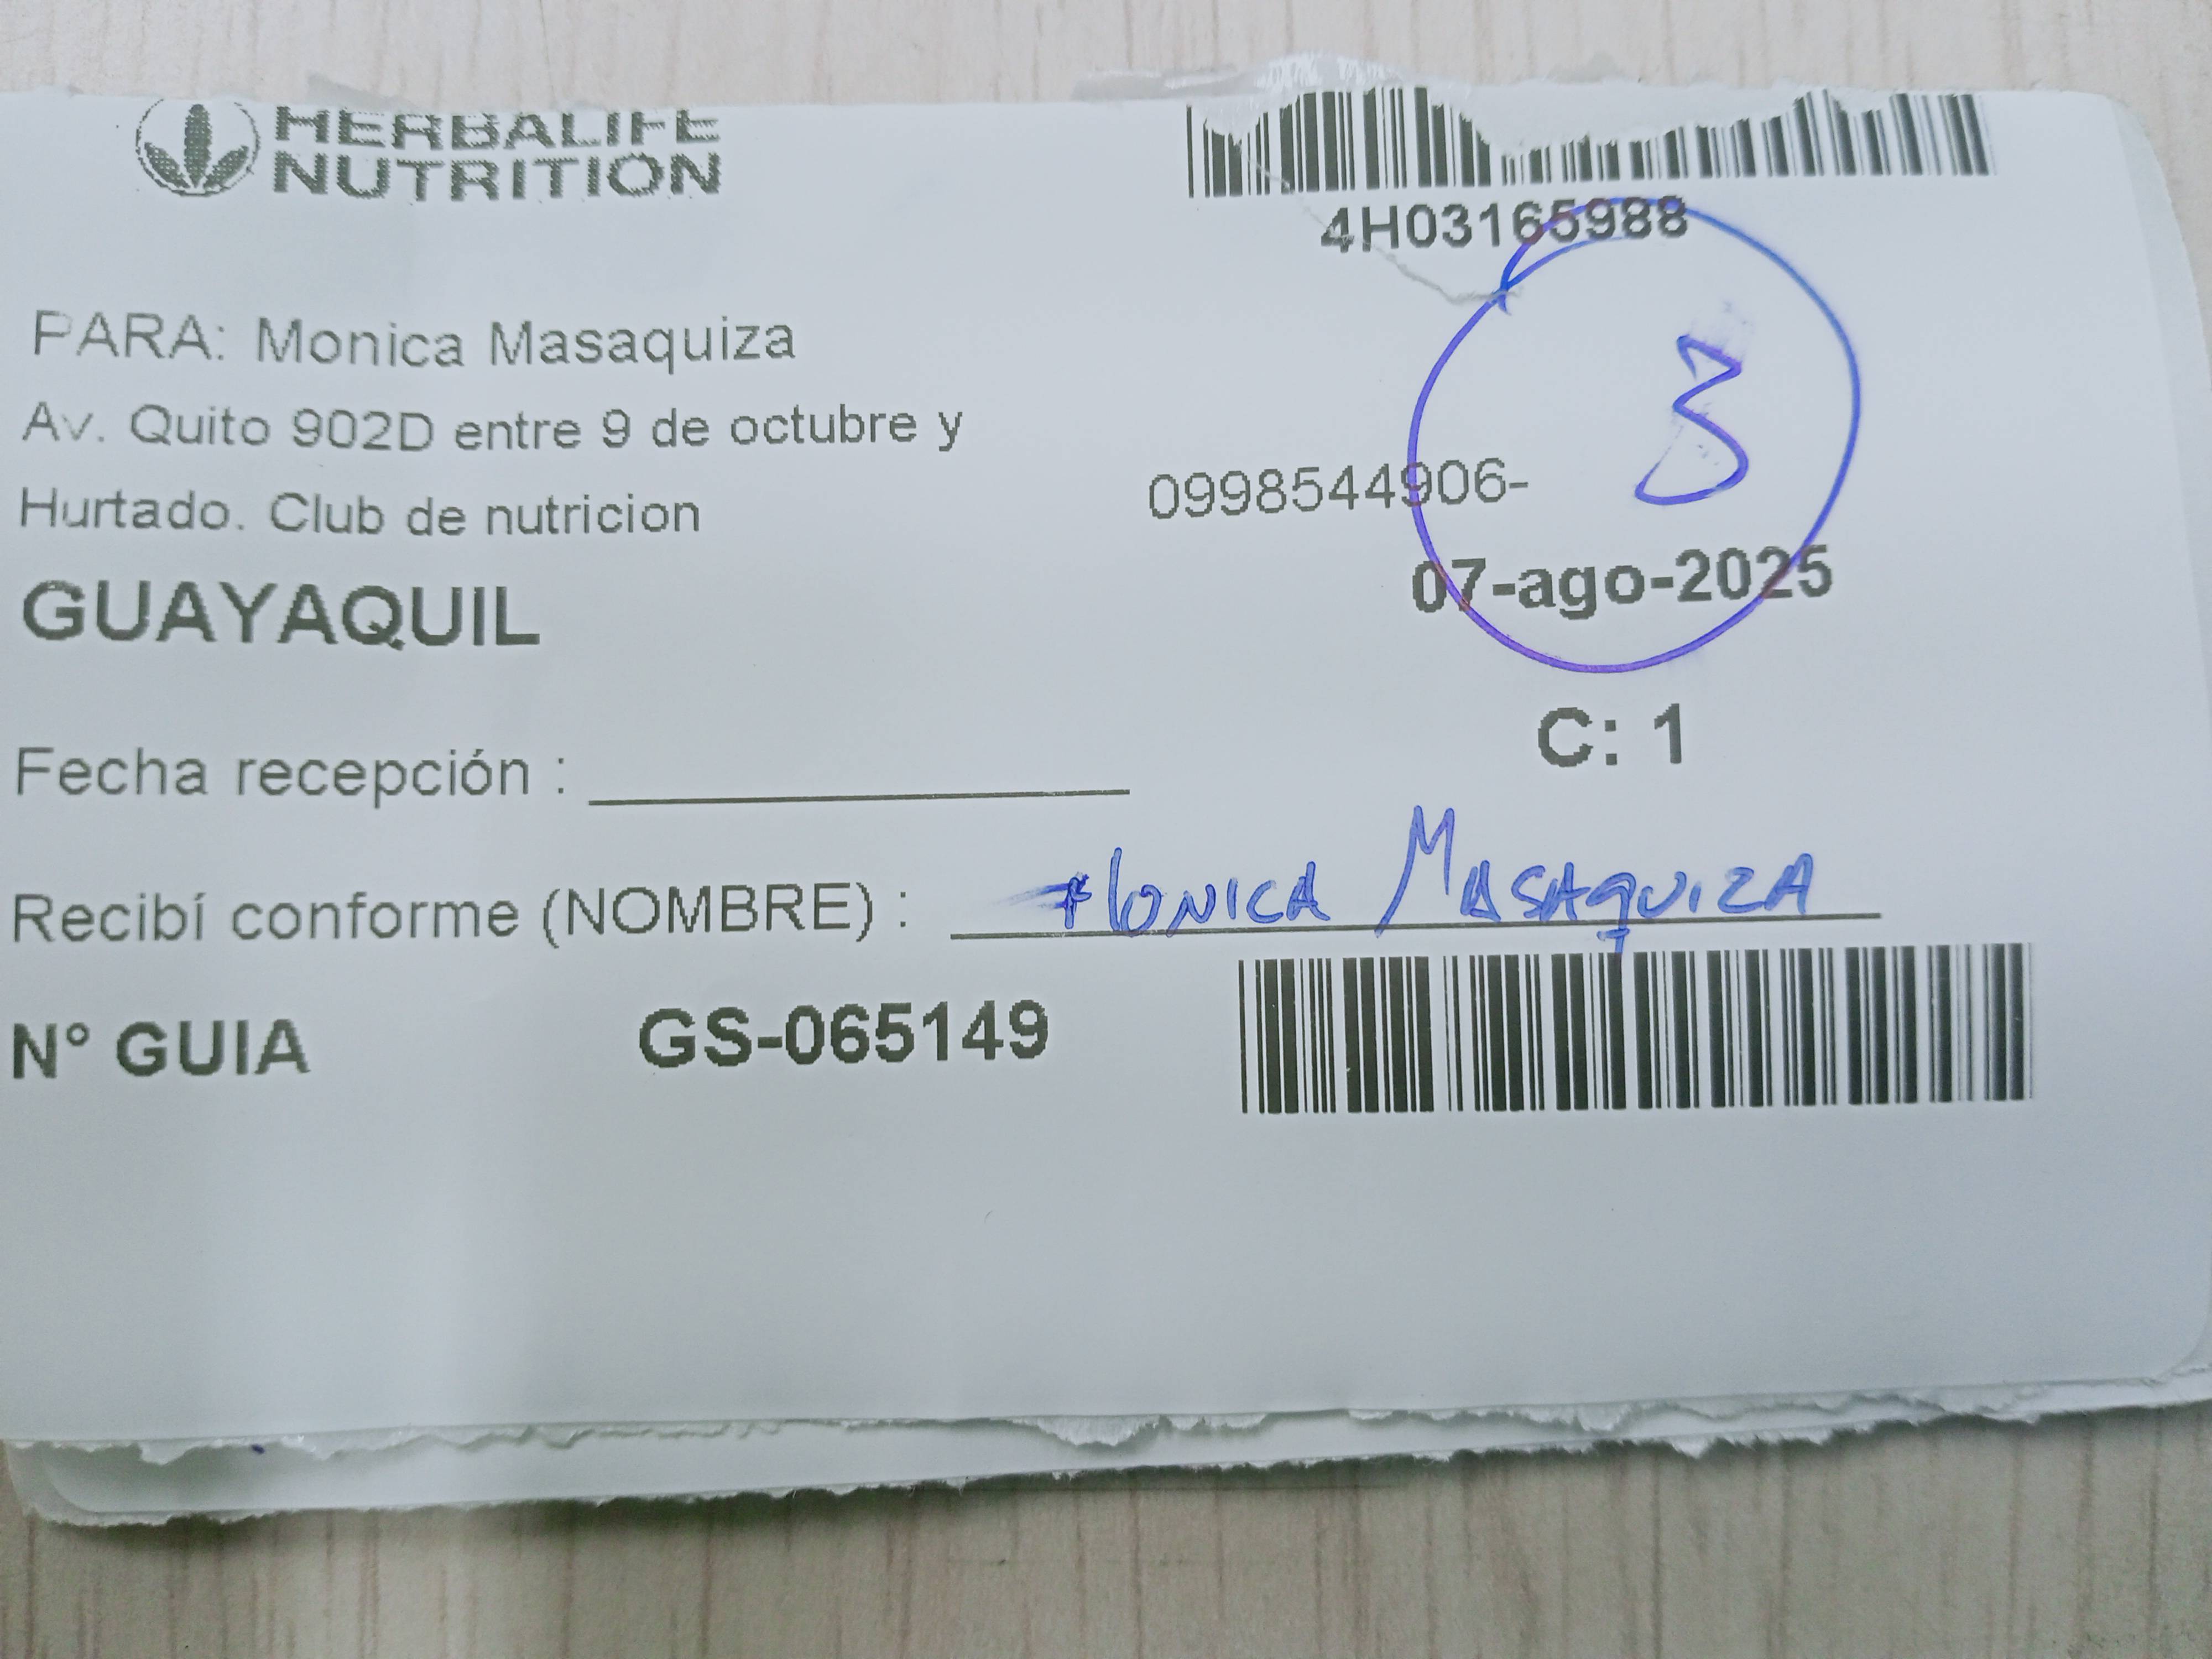 HERBALIFE
NUTRITION
4H03165988
PARA: Monica Masaquiza
Av. Quito 902D entre 9 de octubre y
Hurtado. Club de nutricion
0998544906-
3
GUAYAQUIL
07-ago-2025
C: 1
Fecha recepción :
Recibí conforme (NOMBRE) : MONICA MASAQUIZA
N° GUIA GS-065149